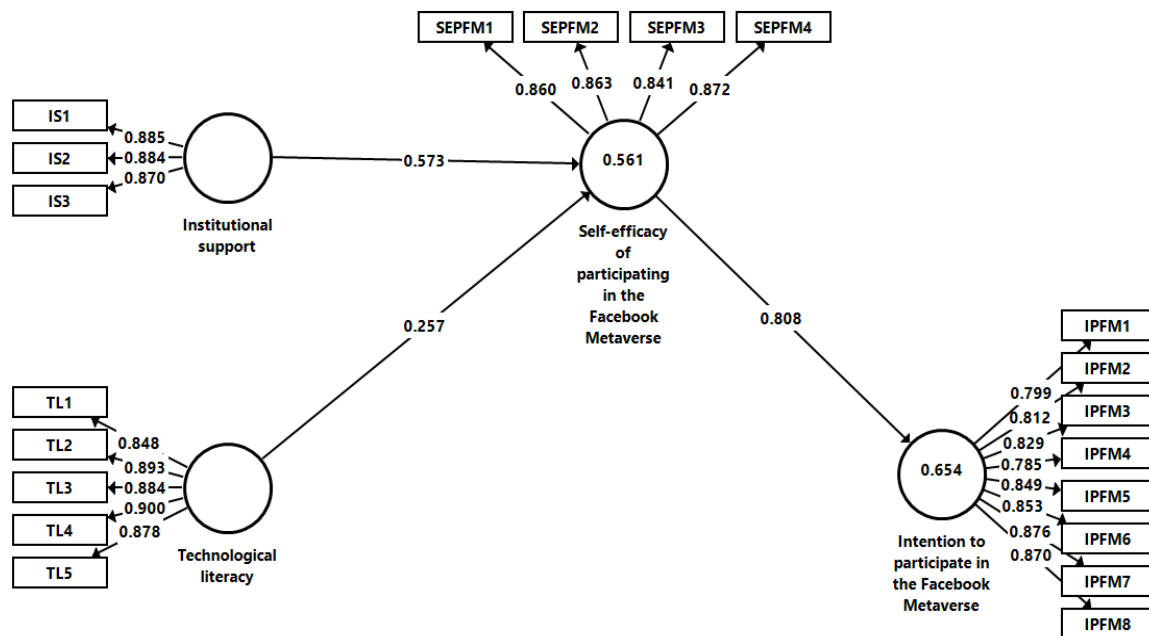 SEPFM1
SEPFM2
SEPFM3
SEPFM4
0.860
0.863
0.841
0.872
IS1
IS2
IS3
0.885
0.884
0.870
Institutional
support
0.573
0.561
Self-efficacy
of
participating
in the
Facebook
Metaverse
0.257
0.808
TL1
TL2
TL3
TL4
TL5
0.848
0.893
0.884
0.900
0.878
Technological
literacy
0.654
Intention to
participate in
the Facebook
Metaverse
0.799
0.812
0.829
0.785
0.849
0.853
0.876
0.870
IPFM1
IPFM2
IPFM3
IPFM4
IPFM5
IPFM6
IPFM7
IPFM8